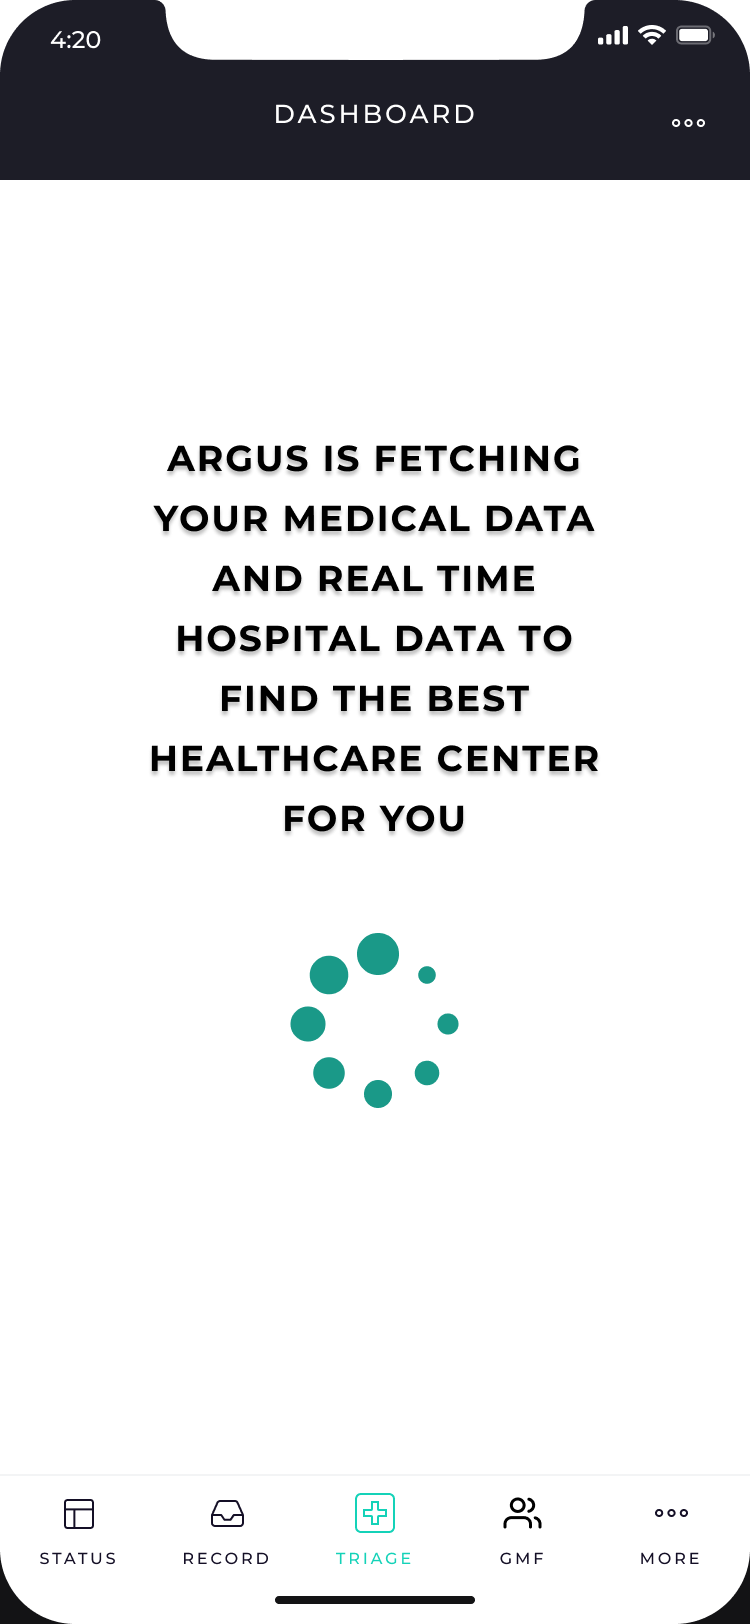 4:20
DASHBOARD
ARGUS IS FETCHING
YOUR MEDICAL DATA
AND REAL TIME
HOSPITAL DATA TO
FIND THE BEST
HEALTHCARE CENTER
FOR YOU
STATUS RECORD TRIAGE GMF MORE